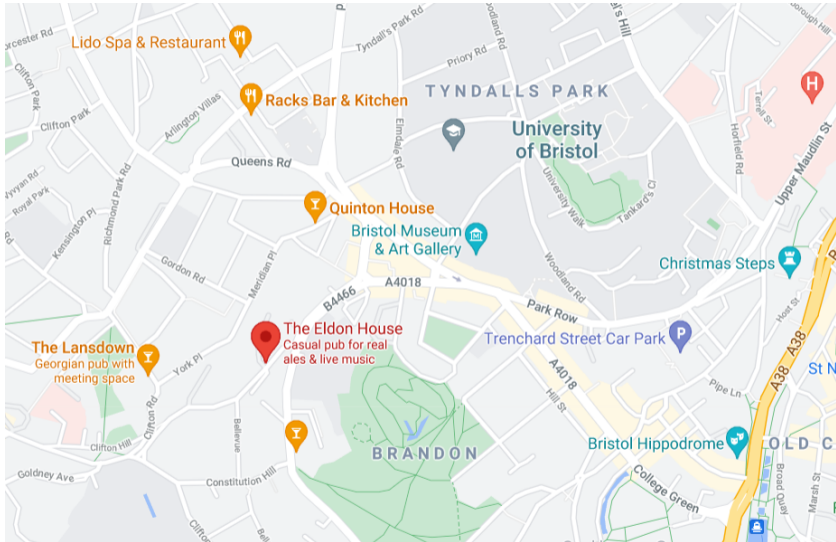 Lido Spa & Restaurant
Tyndall's Park Rd
Priory Rd
Clifton Park
Racks Bar & Kitchen
TYNDALLS PARK
H
Terrell St
Arlington Villas
Elmdale Rd
University
of Bristol
Horfield Rd
Upper Maudlin St
Clifton Park
Queens Rd
Royal Park
Richmond Park Rd
University Walk
Tankard's Cl
Kensington Pl
Quinton House
Bristol Museum
& Art Gallery
Meridian Pl
Gordon Rd
Woodland Rd
Christmas Steps
A4018
B4466
Park Row
Host St
The Eldon House
Casual pub for real
ales & live music
Trenchard Street Car Park
P
The Lansdown
Georgian pub with
meeting space
York Pl
A4018
A38
A38
St N
Pipe Ln
Hill St
Clifton Rd
Bellevue
Clifton Hill
BRANDON
Bristol Hippodrome
OLD C
Goldney Ave
Constitution Hill
College Green
Broad Quay
Marsh St